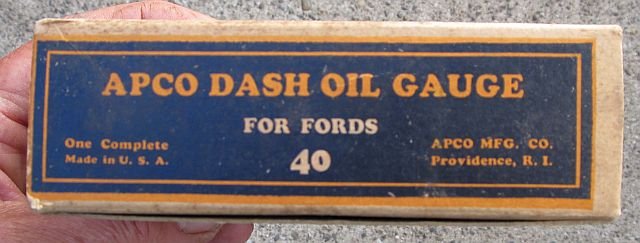 APCO DASH OIL GAUGE
FOR FORDS
One Complete
Made in U. S. A.
40
APCO MFG. CO.
Providence, R. I.